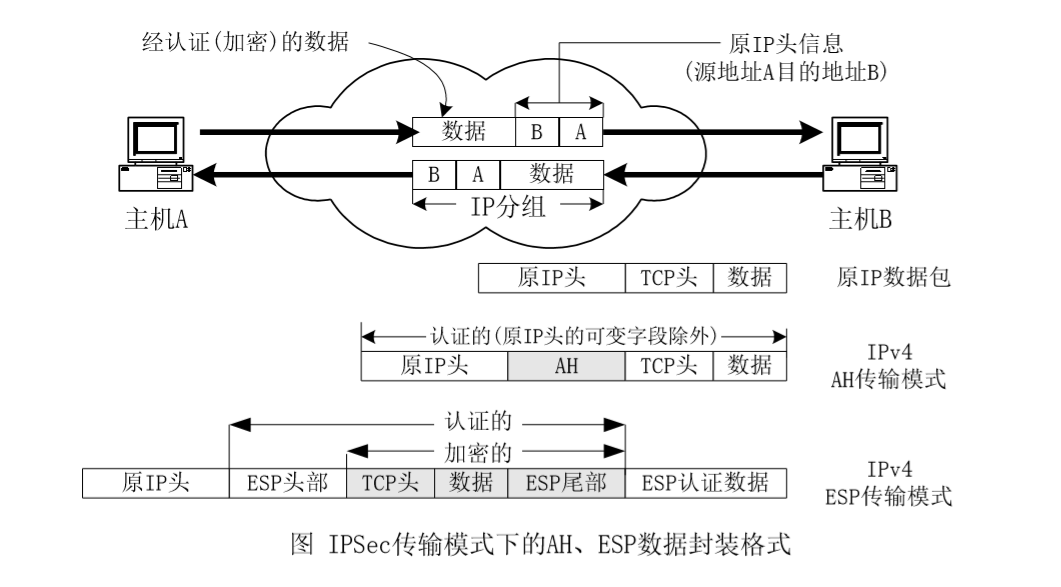 经认证(加密)的数据
原IP头信息
(源地址A目的地址B)
数据 B A
B A 数据
IP分组
主机A
主机B
原IP头 TCP头 数据 原IP数据包
认证的(原IP头的可变字段除外)
原IP头 AH TCP头 数据
IPv4
AH传输模式
认证的
加密的
原IP头 ESP头部 TCP头 数据 ESP尾部 ESP认证数据
IPv4
ESP传输模式
图 IPSec传输模式下的AH、ESP数据封装格式